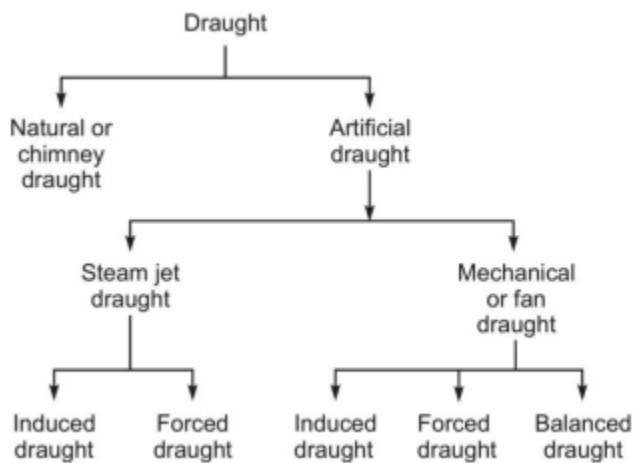 Draught
Natural or
chimney
draught
Artificial
draught
Steam jet
draught
Mechanical
or fan
draught
Induced
draught
Forced
draught
Induced
draught
Forced
draught
Balanced
draught